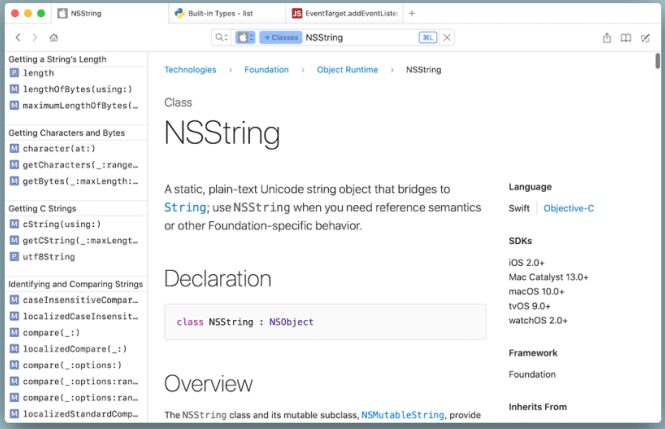 NSString
Built-in Types - list
EventTarget.addEventListe
Classes
NSString
⌘L
Getting a String's Length
P length
M lengthOfBytes(using:)
M maximumLengthOfBytes(…
Getting Characters and Bytes
M character(at:)
M getCharacters(_:range…
M getBytes(_:maxLength:…
Getting C Strings
M cString(using:)
M getCString(_:maxLengt…
P utf8String
Identifying and Comparing Strings
M caseInsensitiveCompar…
M localizedCaseInsensit…
M compare(_:)
M localizedCompare(_:)
M compare(_:options:)
M compare(_:options:ran…
M compare(_:options:ran…
M localizedStandardComp…
Technologies > Foundation > Object Runtime > NSString
Class
NSString
A static, plain-text Unicode string object that bridges to
String; use NSString when you need reference semantics
or other Foundation-specific behavior.
Declaration
class NSString : NSObject
Overview
The NSString class and its mutable subclass, NSMutableString, provide
Language
Swift | Objective-C
SDKs
iOS 2.0+
Mac Catalyst 13.0+
macOS 10.0+
tvOS 9.0+
watchOS 2.0+
Framework
Foundation
Inherits From